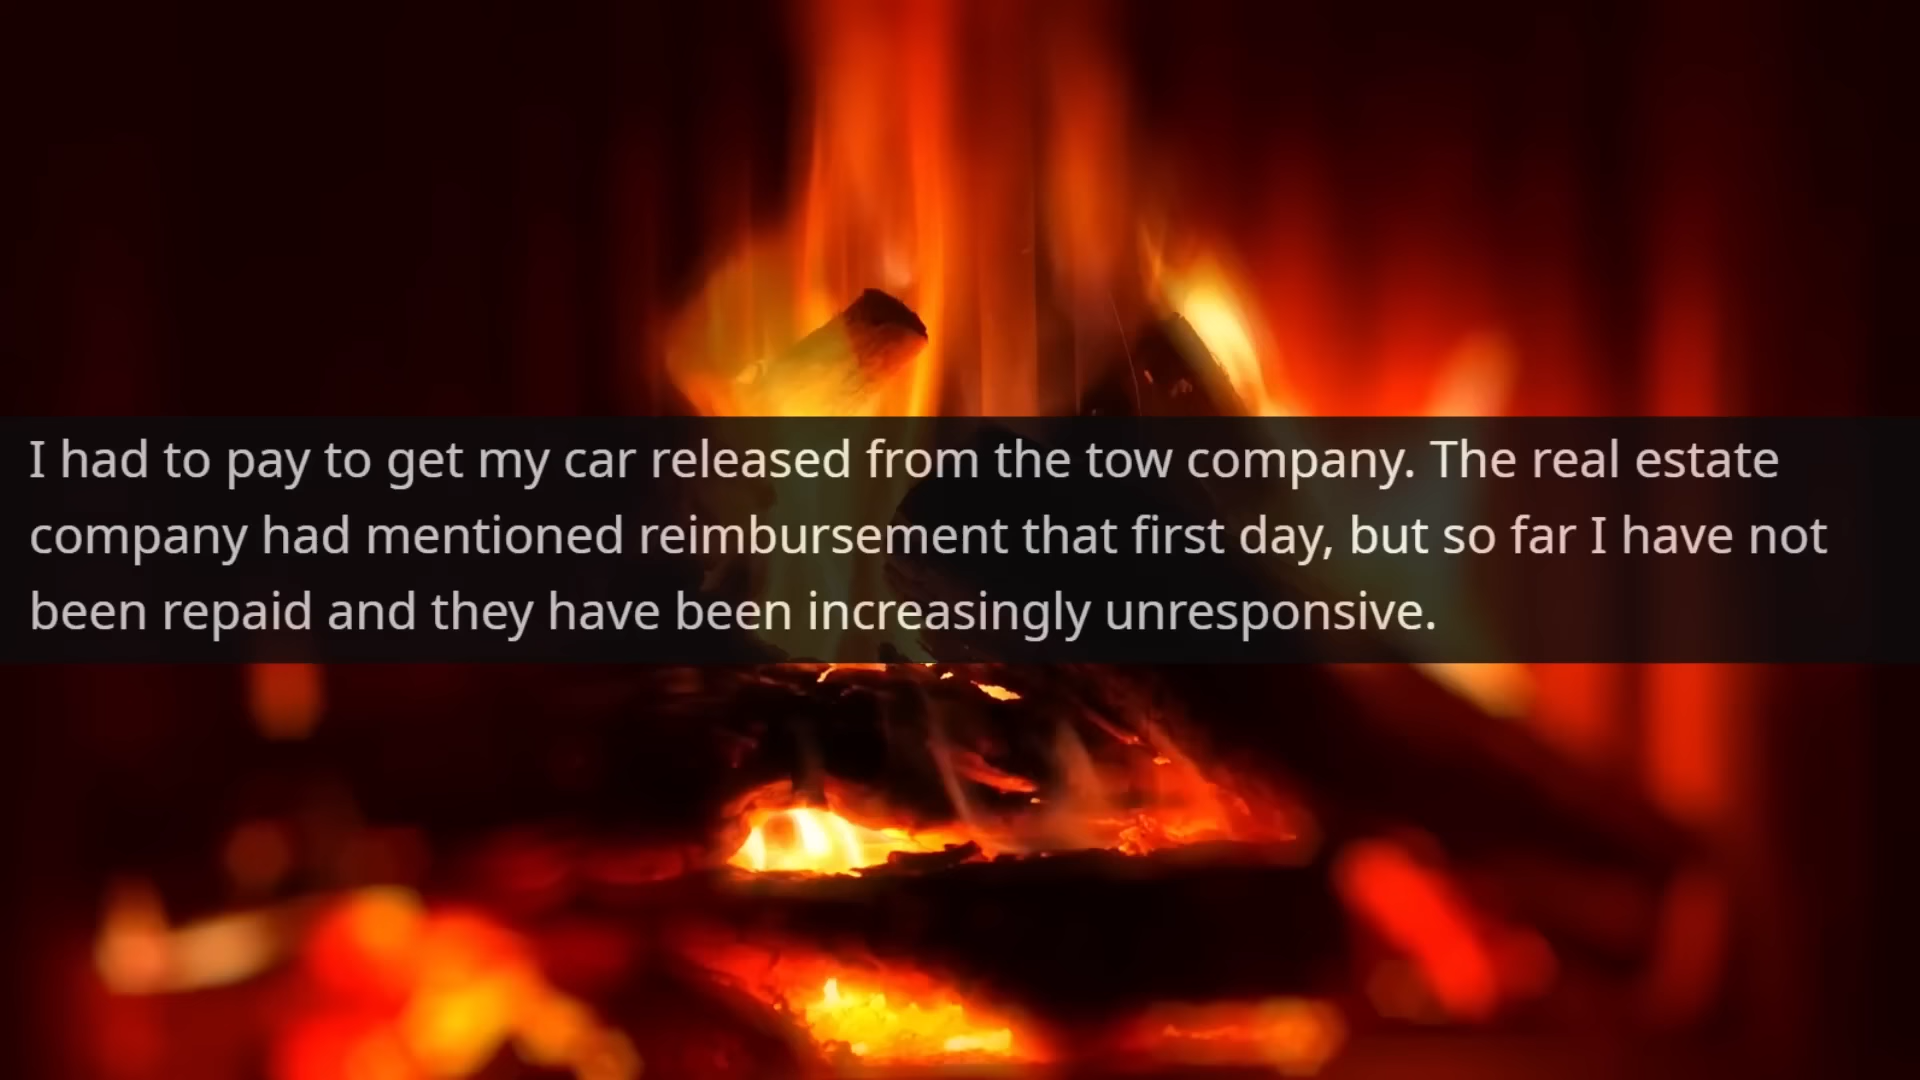 I had to pay to get my car released from the tow company. The real estate
company had mentioned reimbursement that first day, but so far I have not
been repaid and they have been increasingly unresponsive.